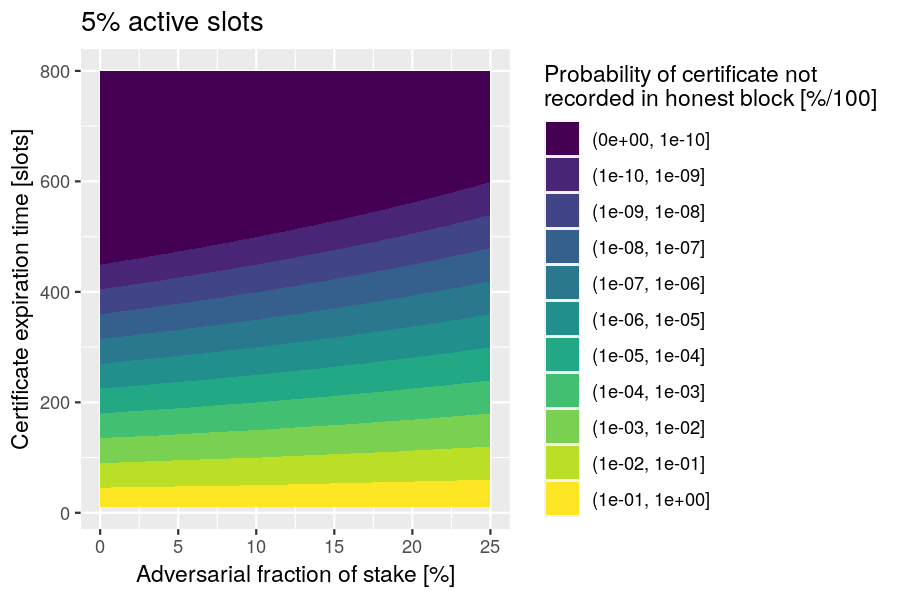 5% active slots
Certificate expiration time [slots]
800
600
400
200
0
0 5 10 15 20 25
Adversarial fraction of stake [%]
Probability of certificate not
recorded in honest block [%/100]
(0e+00, 1e-10]
(1e-10, 1e-09]
(1e-09, 1e-08]
(1e-08, 1e-07]
(1e-07, 1e-06]
(1e-06, 1e-05]
(1e-05, 1e-04]
(1e-04, 1e-03]
(1e-03, 1e-02]
(1e-02, 1e-01]
(1e-01, 1e+00]